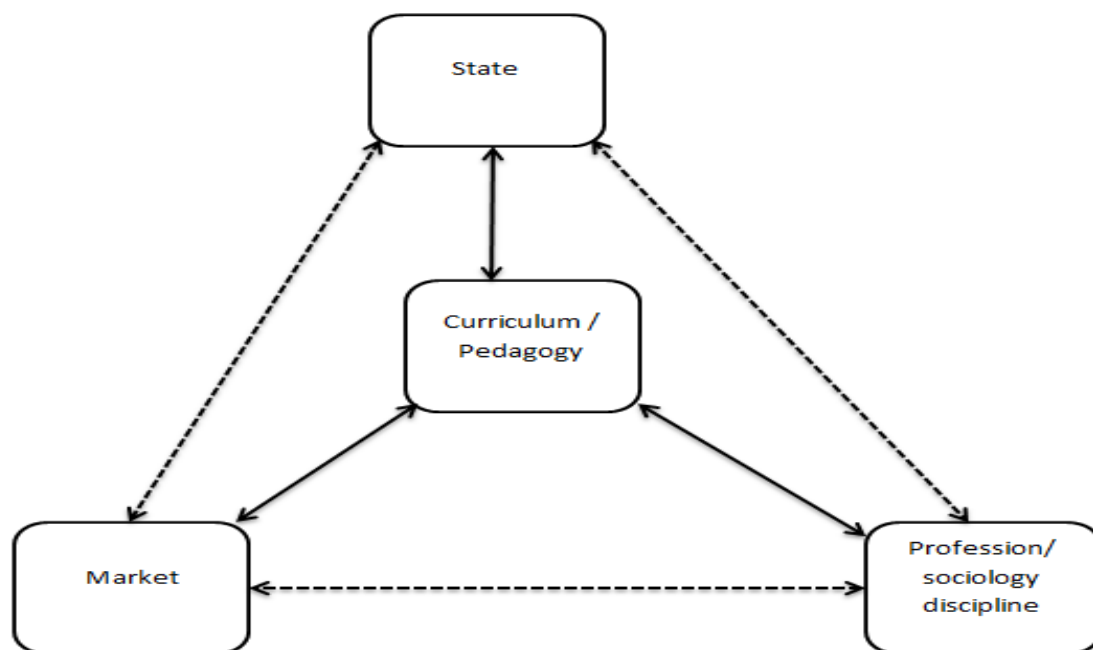 State
Curriculum /
Pedagogy
Market
Profession/
sociology
discipline